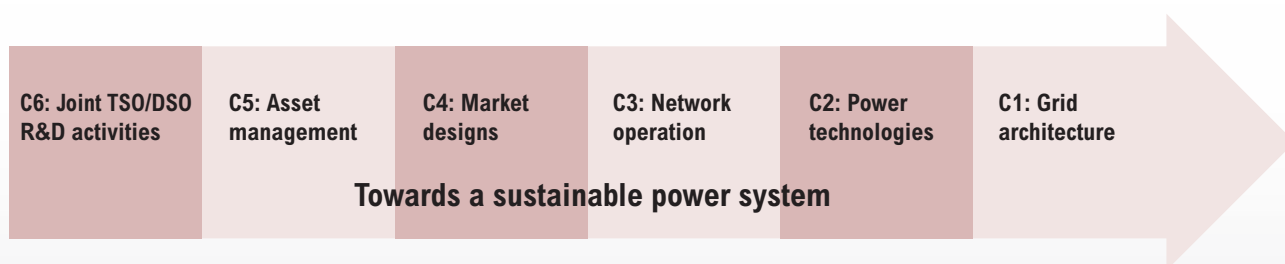 C6: Joint TSO/DSO
R&D activities
C5: Asset
management
C4: Market
designs
C3: Network
operation
C2: Power
technologies
C1: Grid
architecture
Towards a sustainable power system